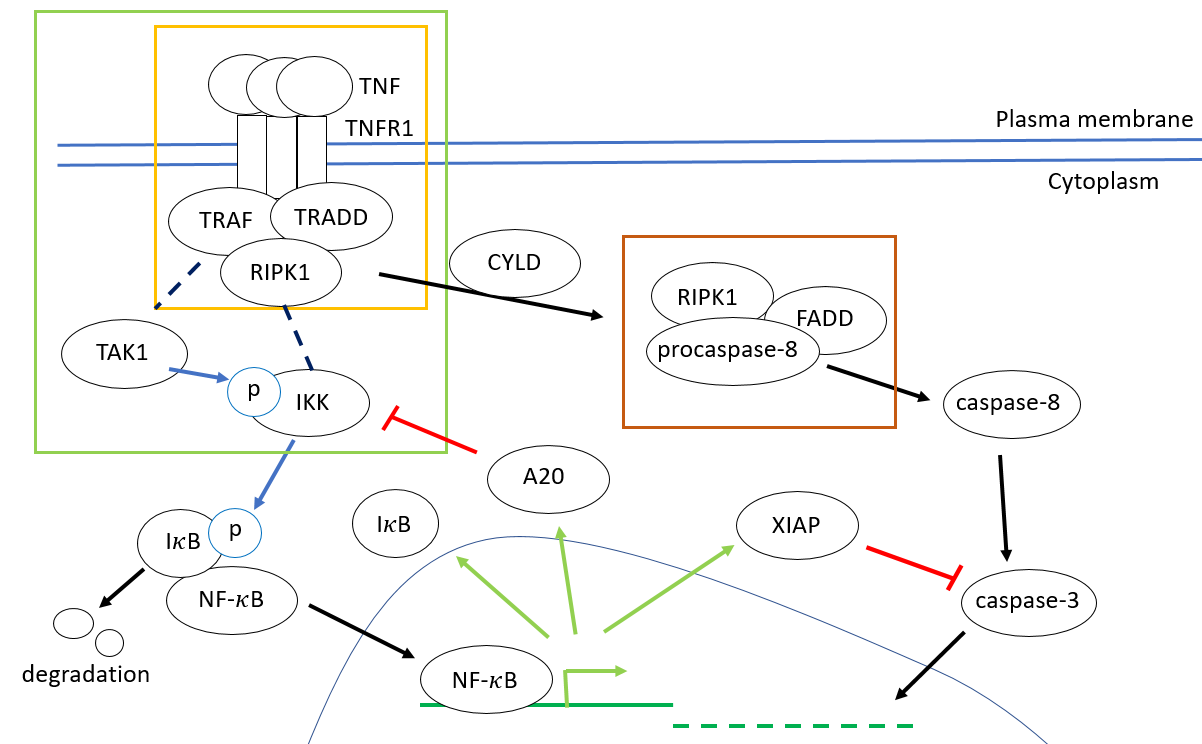 TNF
Plasma membrane
TNFR1
Cytoplasm
TRAF
TRADD
CYLD
RIPK1
RIPK1
FADD
TAK1
procaspase-8
p
IKK
caspase-8
A20
IκB
XIAP
IκB
p
NF-κB
caspase-3
degradation
NF-κB